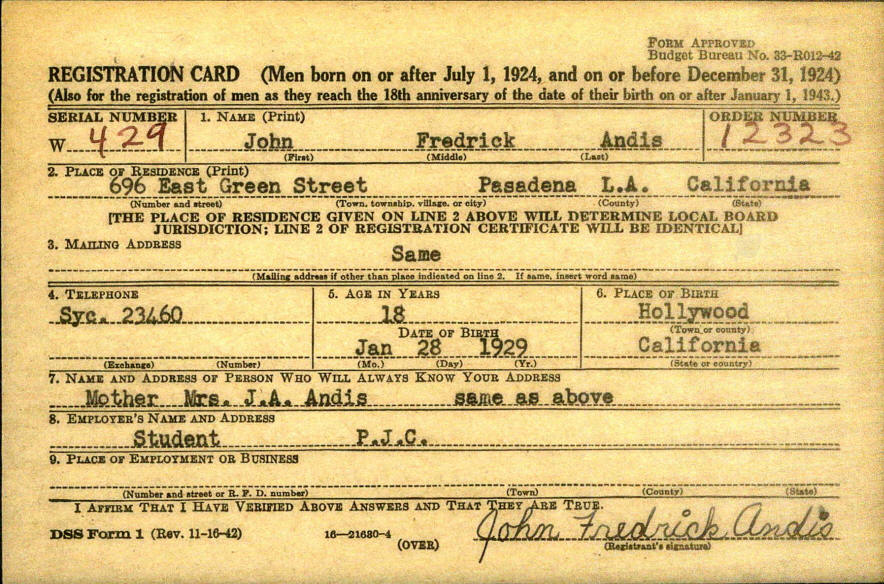 FORM APPROVED
Budget Bureau No. 33-R012-42
REGISTRATION CARD (Men born on or after July 1, 1924, and on or before December 31, 1924)
(Also for the registration of men as they reach the 18th anniversary of the date of their birth on or after January 1, 1943.)
SERIAL NUMBER 1. NAME (Print) ORDER NUMBER
W 429 John Fredrick Andis 12323
(First) (Middle) (Last)
2. PLACE OF RESIDENCE (Print)
696 East Green Street Pasadena L.A. California
(Number and street) (Town, township, village, or city) (County) (State)
[THE PLACE OF RESIDENCE GIVEN ON LINE 2 ABOVE WILL DETERMINE LOCAL BOARD
JURISDICTION; LINE 2 OF REGISTRATION CERTIFICATE WILL BE IDENTICAL]
3. MAILING ADDRESS
Same
(Mailing address if other than place indicated on line 2. If same, insert word same)
4. TELEPHONE 5. AGE IN YEARS 6. PLACE OF BIRTH
Syc. 23460 18 Hollywood
DATE OF BIRTH (Town or county)
Jan 28 1929 California
(Exchange) (Number) (Mo.) (Day) (Yr.) (State or country)
7. NAME AND ADDRESS OF PERSON WHO WILL ALWAYS KNOW YOUR ADDRESS
Mother Mrs. J.A. Andis same as above
8. EMPLOYER'S NAME AND ADDRESS
Student P.J.C.
9. PLACE OF EMPLOYMENT OR BUSINESS
(Number and street or R. F. D. number) (Town) (County) (State)
I AFFIRM THAT I HAVE VERIFIED ABOVE ANSWERS AND THAT THEY ARE TRUE.
DSS Form 1 (Rev. 11-16-42) 16—21630-4 John Fredrick Andis
(OVER) (Registrant's signature)